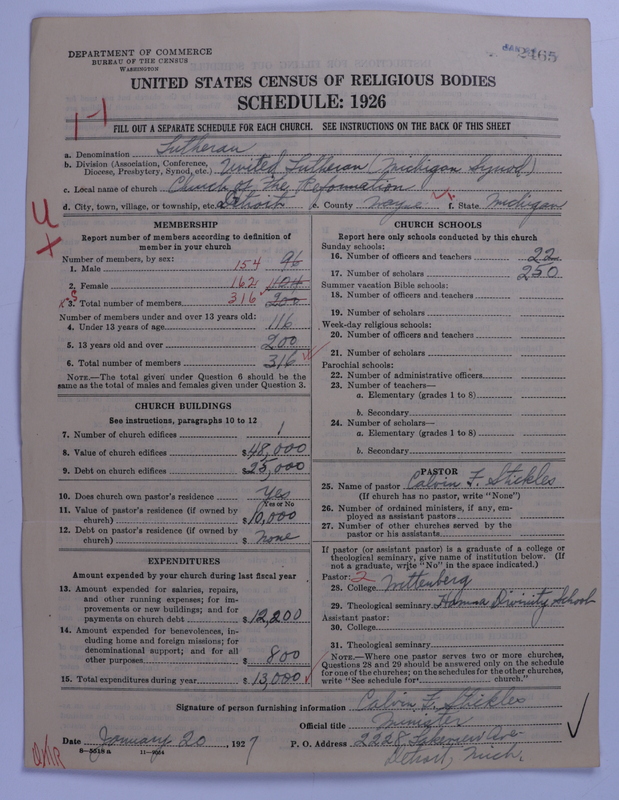 DEPARTMENT OF COMMERCE
BUREAU OF THE CENSUS
WASHINGTON
2465
UNITED STATES CENSUS OF RELIGIOUS BODIES
SCHEDULE: 1926
1-1
FILL OUT A SEPARATE SCHEDULE FOR EACH CHURCH. SEE INSTRUCTIONS ON THE BACK OF THIS SHEET
a. Denomination Lutheran
b. Division (Association, Conference, Diocese, Presbytery, Synod, etc.) United Lutheran (Michigan Synod)
c. Local name of church Church of The Reformation
d. City, town, village, or township, etc. Detroit e. County Wayne f. State Michigan
MEMBERSHIP
Report number of members according to definition of
member in your church
Number of members, by sex:
1. Male 154 96
2. Female 162 104
3. Total number of members 316 200
Number of members under and over 13 years old:
4. Under 13 years of age 116
5. 13 years old and over 200
6. Total number of members 316
NOTE.—The total given under Question 6 should be the
same as the total of males and females given under Question 3.
CHURCH BUILDINGS
See instructions, paragraphs 10 to 12
7. Number of church edifices 1
8. Value of church edifices $48,000
9. Debt on church edifices $25,000
10. Does church own pastor's residence Yes
Yes or No
11. Value of pastor's residence (if owned by
church) $10,000
12. Debt on pastor's residence (if owned by
church) $ None
EXPENDITURES
Amount expended by your church during last fiscal year
13. Amount expended for salaries, repairs,
and other running expenses; for im-
provements or new buildings; and for
payments on church debt $12,200
14. Amount expended for benevolences, in-
cluding home and foreign missions; for
denominational support; and for all
other purposes $ 800
15. Total expenditures during year $13,000
CHURCH SCHOOLS
Report here only schools conducted by this church
Sunday schools:
16. Number of officers and teachers 22
17. Number of scholars 250
Summer vacation Bible schools:
18. Number of officers and teachers
19. Number of scholars
Week-day religious schools:
20. Number of officers and teachers
21. Number of scholars
Parochial schools:
22. Number of administrative officers
23. Number of teachers—
a. Elementary (grades 1 to 8)
b. Secondary
24. Number of scholars—
a. Elementary (grades 1 to 8)
b. Secondary
PASTOR
25. Name of pastor Calvin F. Stickles
(If church has no pastor, write "None")
26. Number of ordained ministers, if any, em-
ployed as assistant pastors
27. Number of other churches served by the
pastor or his assistants
If pastor (or assistant pastor) is a graduate of a college or
theological seminary, give name of institution below. (If
not a graduate, write "No" in the space indicated.)
Pastor: 2
28. College Wittenberg
29. Theological seminary Hamma Divinity School
Assistant pastor:
30. College
31. Theological seminary
NOTE.—Where one pastor serves two or more churches,
Questions 28 and 29 should be answered only on the schedule
for one of the churches; on the schedules for the other churches,
write "See schedule for church."
Signature of person furnishing information Calvin F. Stickles
Official title Minister
Date January 20, 1927 P. O. Address 2228 Lakeview Ave
8-5518a 11-9064 Detroit, Mich.